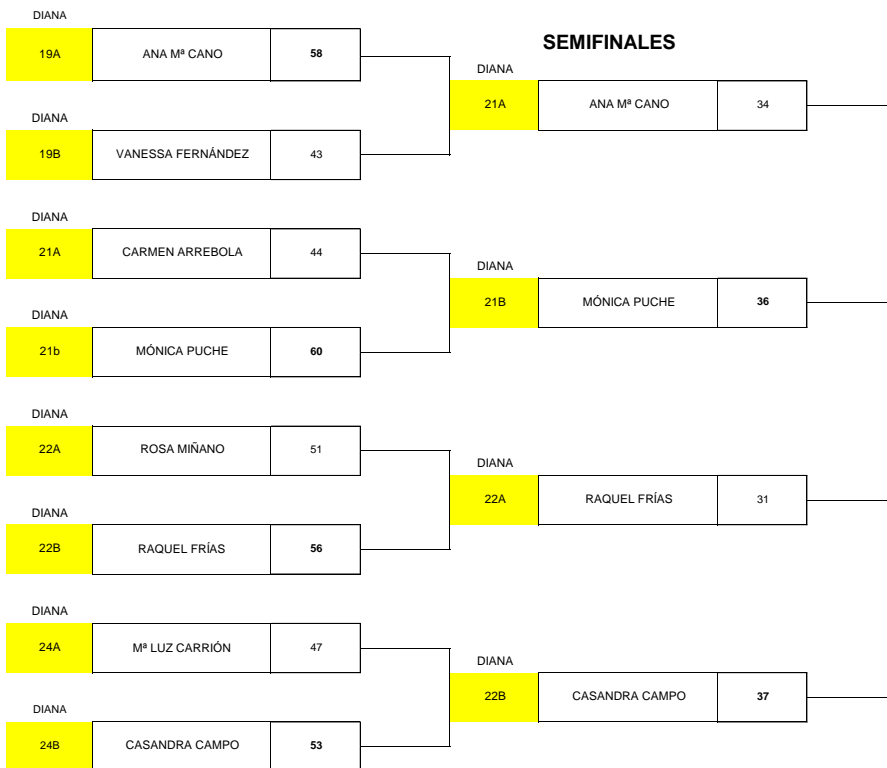 DIANA
19A ANA Mª CANO 58
DIANA
19B VANESSA FERNÁNDEZ 43
DIANA
21A CARMEN ARREBOLA 44
DIANA
21b MÓNICA PUCHE 60
DIANA
22A ROSA MIÑANO 51
DIANA
22B RAQUEL FRÍAS 56
DIANA
24A Mª LUZ CARRIÓN 47
DIANA
24B CASANDRA CAMPO 53
SEMIFINALES
DIANA
21A ANA Mª CANO 34
DIANA
21B MÓNICA PUCHE 36
DIANA
22A RAQUEL FRÍAS 31
DIANA
22B CASANDRA CAMPO 37